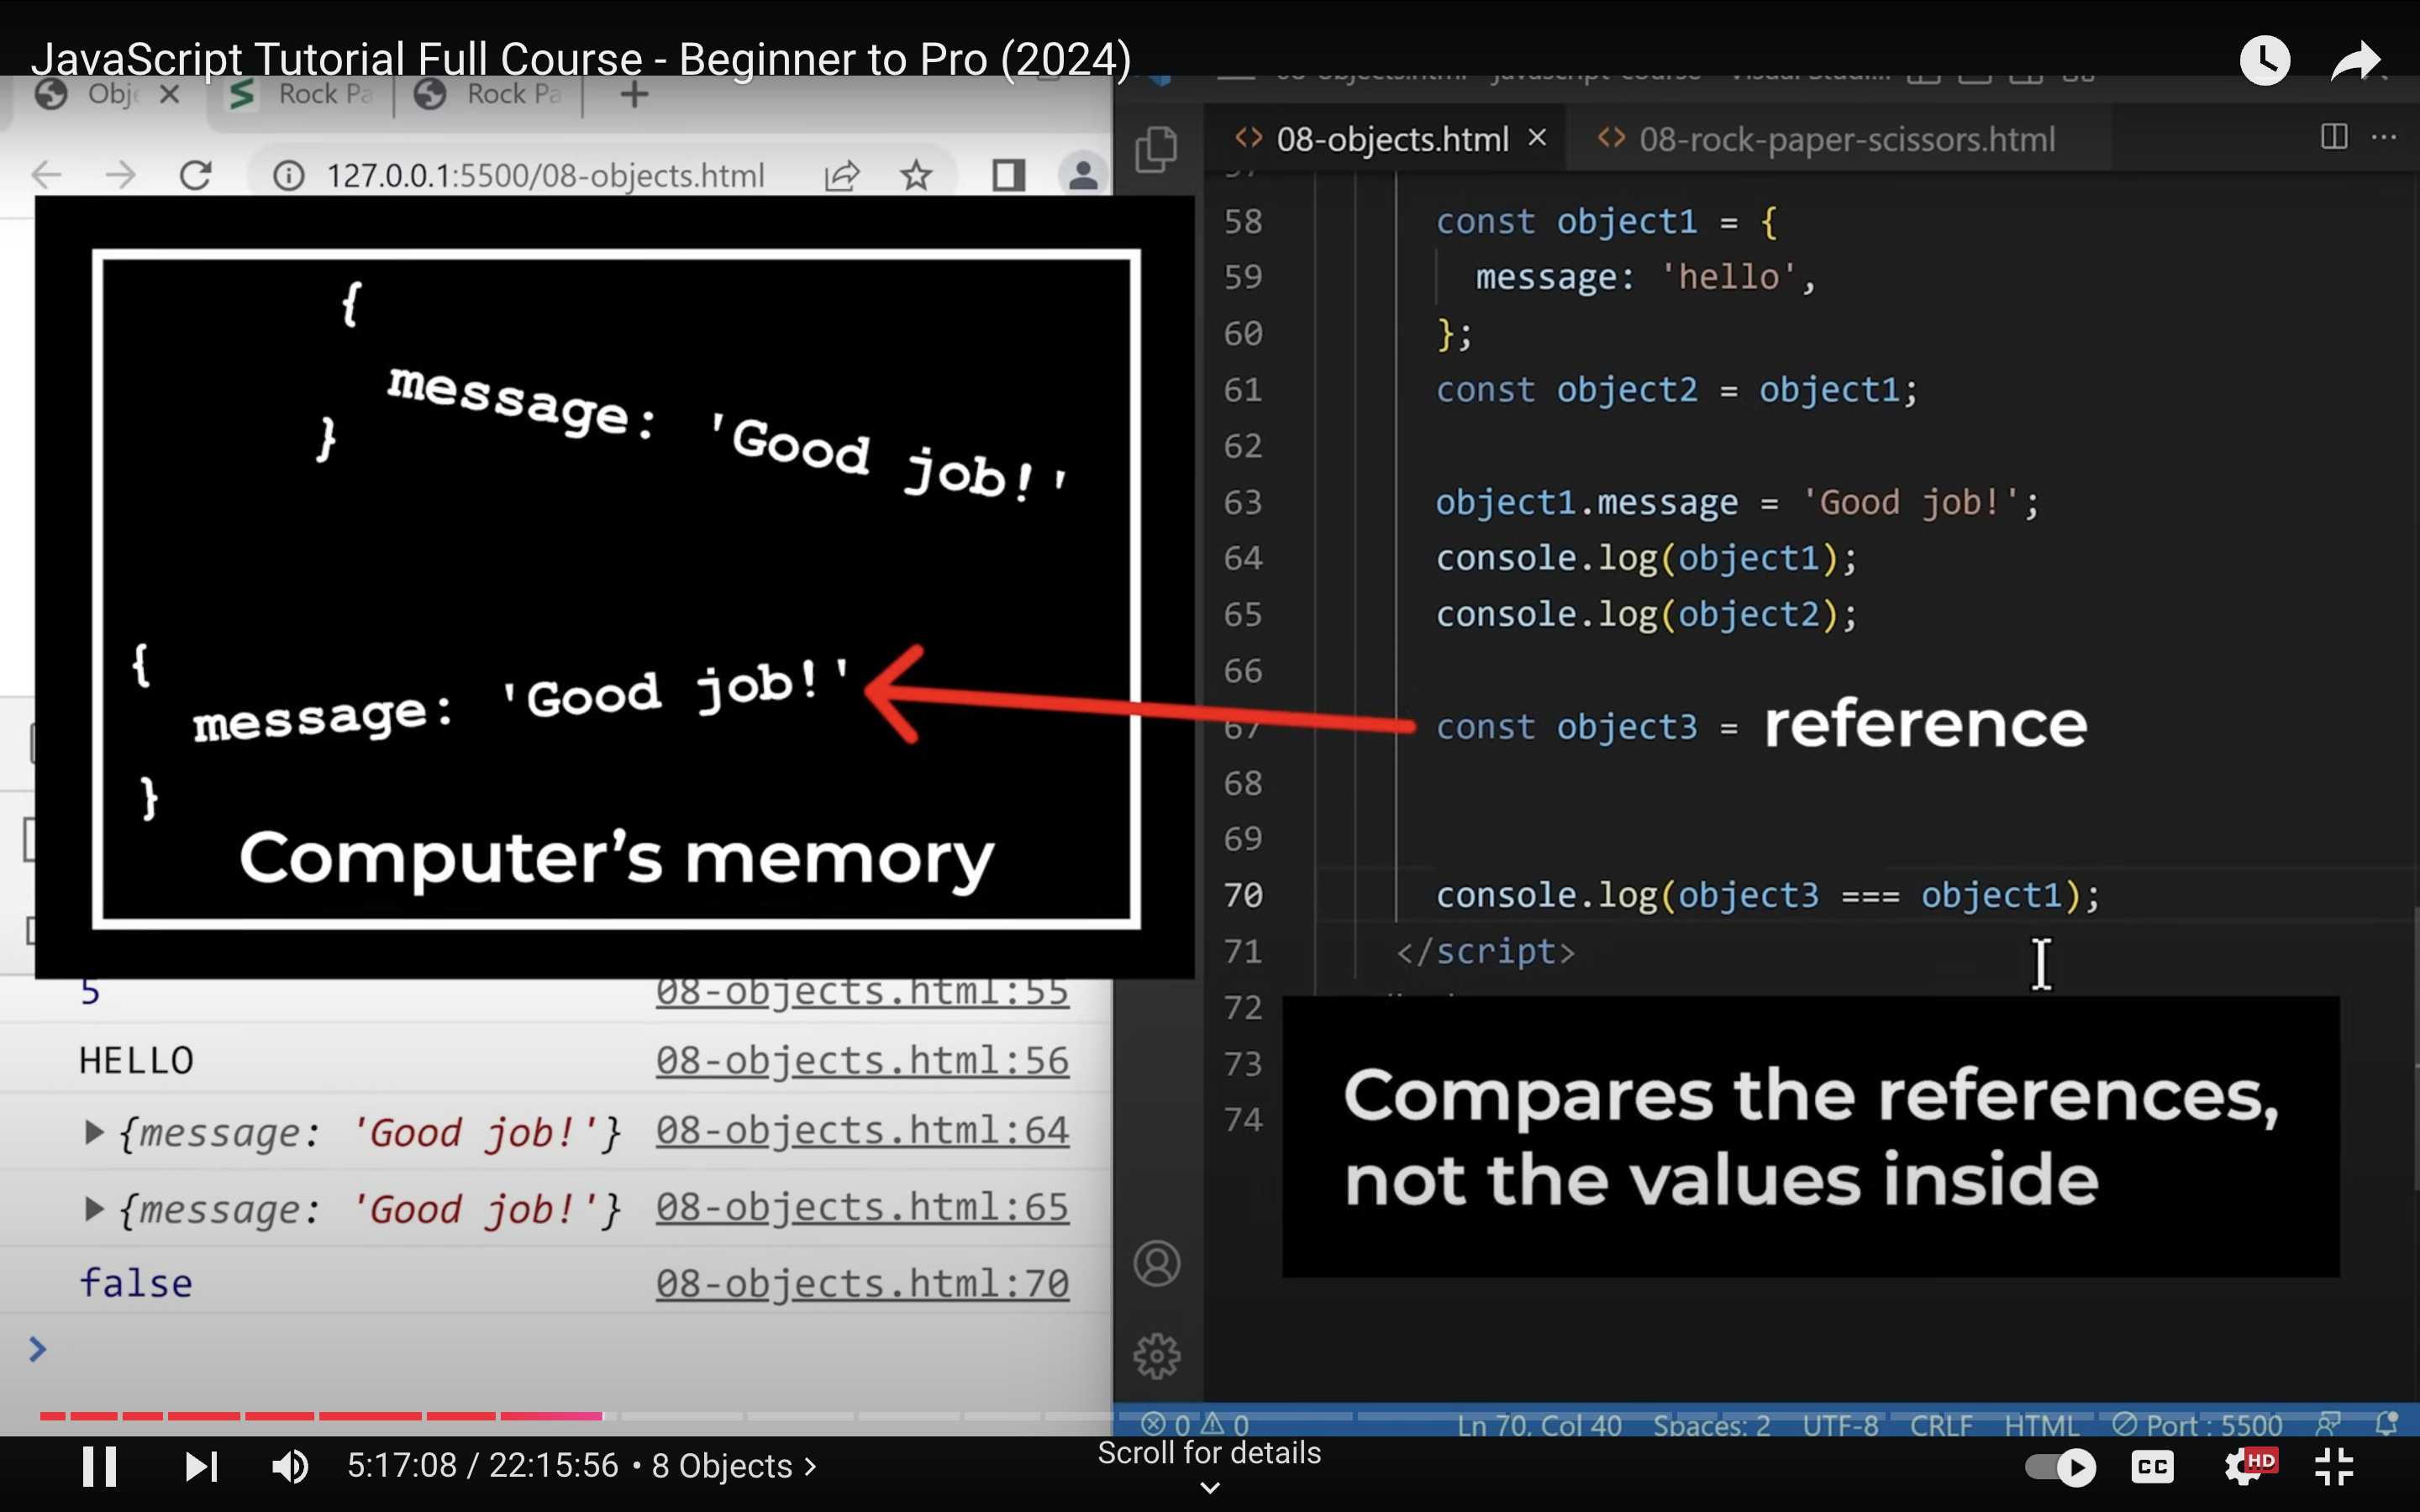 JavaScript Tutorial Full Course - Beginner to Pro (2024)
Obj
Rock Pa
Rock Pa
127.0.0.1:5500/08-objects.html
{
message: 'Good job!'
}
{
message: 'Good job!'
}
Computer's memory
5 08-objects.html:55
HELLO 08-objects.html:56
{message: 'Good job!'} 08-objects.html:64
{message: 'Good job!'} 08-objects.html:65
false 08-objects.html:70
08-objects.html
08-rock-paper-scissors.html
57
58 const object1 = {
59 message: 'hello',
60 };
61 const object2 = object1;
62
63 object1.message = 'Good job!';
64 console.log(object1);
65 console.log(object2);
66
67 const object3 = reference
68
69
70 console.log(object3 === object1);
71 </script>
72
73
74
Compares the references,
not the values inside
0 0 Ln 70, Col 40 Spaces: 2 UTF-8 CRLF HTML Port : 5500
5:17:08 / 22:15:56 • 8 Objects
Scroll for details
CC
HD